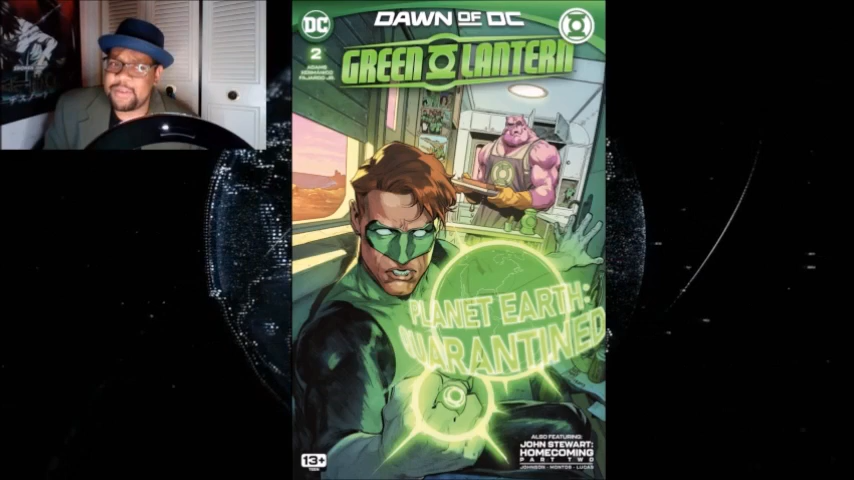 DC
DAWN OF DC
2
ADAMS
XERMÁNICO
FAJARDO JR.
GREEN LANTERN
PLANET EARTH:
QUARANTINED
ALSO FEATURING:
JOHN STEWART:
HOMECOMING
PART TWO
JOHNSON • MONTOS • LUCAS
13+